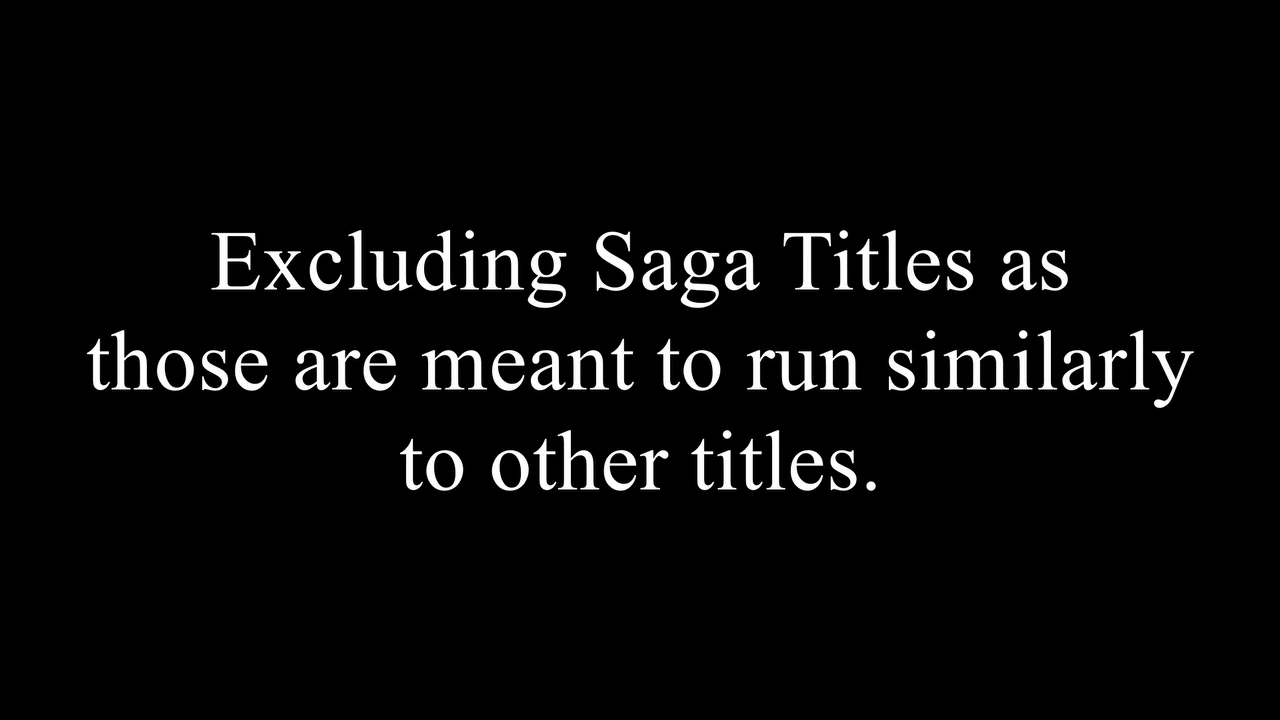 Excluding Saga Titles as
those are meant to run similarly
to other titles.